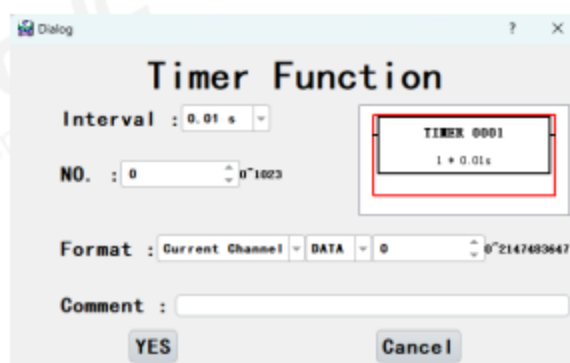 Dialog ? ×
Timer Function
Interval : 0.01 s
TIMER 0001
1 * 0.01s
NO. : 0 0~1023
Format : Current Channel DATA 0 0~2147483647
Comment :
YES Cancel